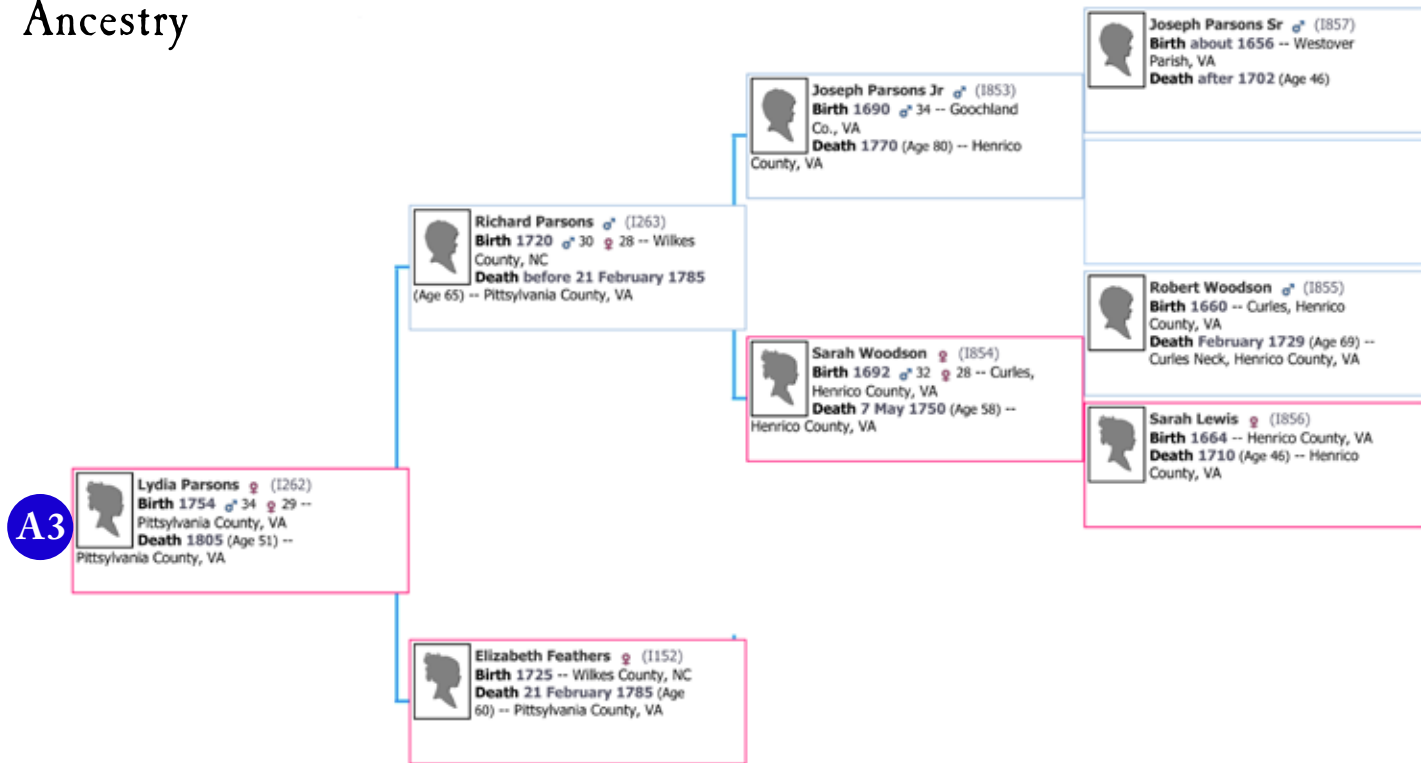 Ancestry
Joseph Parsons Sr ♂ (I857)
Birth about 1656 -- Westover
Parish, VA
Death after 1702 (Age 46)
Joseph Parsons Jr ♂ (I853)
Birth 1690 ♂ 34 -- Goochland
Co., VA
Death 1770 (Age 80) -- Henrico
County, VA
Richard Parsons ♂ (I263)
Birth 1720 ♂ 30 ♀ 28 -- Wilkes
County, NC
Death before 21 February 1785
(Age 65) -- Pittsylvania County, VA
Robert Woodson ♂ (I855)
Birth 1660 -- Curles, Henrico
County, VA
Death February 1729 (Age 69) --
Curles Neck, Henrico County, VA
Sarah Woodson ♀ (I854)
Birth 1692 ♂ 32 ♀ 28 -- Curles,
Henrico County, VA
Death 7 May 1750 (Age 58) --
Henrico County, VA
Sarah Lewis ♀ (I856)
Birth 1664 -- Henrico County, VA
Death 1710 (Age 46) -- Henrico
County, VA
A3
Lydia Parsons ♀ (I262)
Birth 1754 ♂ 34 ♀ 29 --
Pittsylvania County, VA
Death 1805 (Age 51) --
Pittsylvania County, VA
Elizabeth Feathers ♀ (I152)
Birth 1725 -- Wilkes County, NC
Death 21 February 1785 (Age
60) -- Pittsylvania County, VA